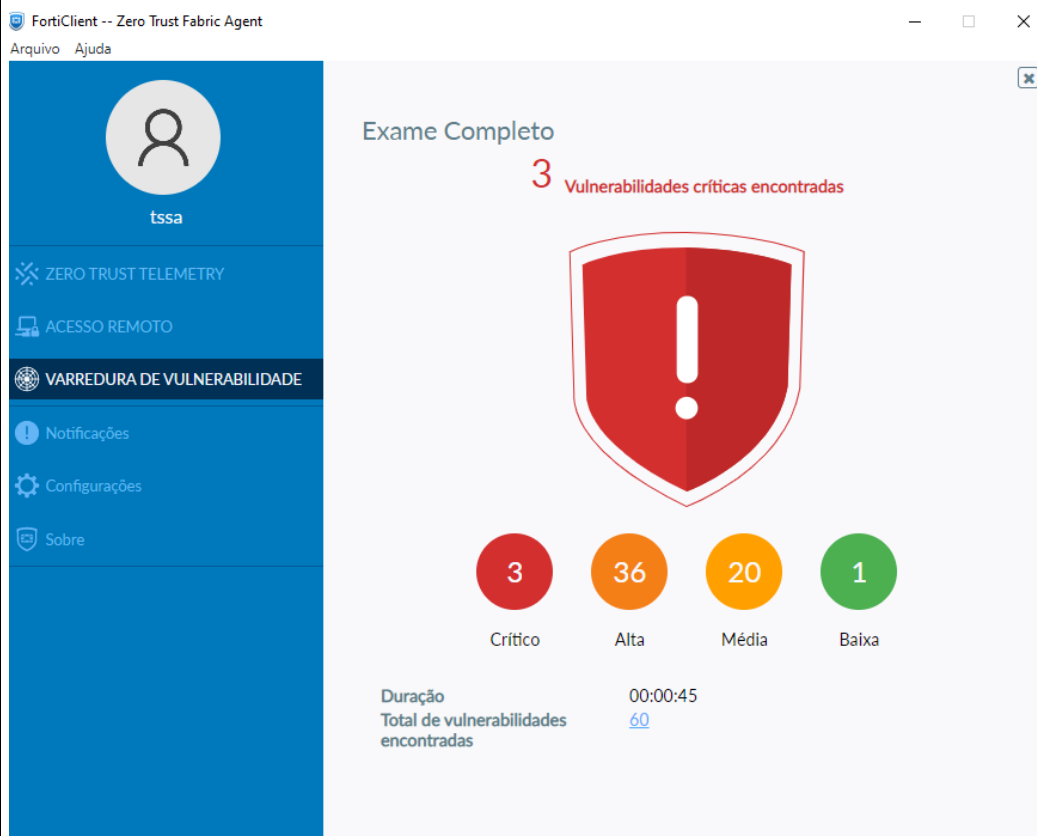 FortiClient -- Zero Trust Fabric Agent
Arquivo Ajuda
tssa
ZERO TRUST TELEMETRY
ACESSO REMOTO
VARREDURA DE VULNERABILIDADE
Notificações
Configurações
Sobre
Exame Completo
3 Vulnerabilidades críticas encontradas
3 36 20 1
Crítico Alta Média Baixa
Duração 00:00:45
Total de vulnerabilidades 60
encontradas